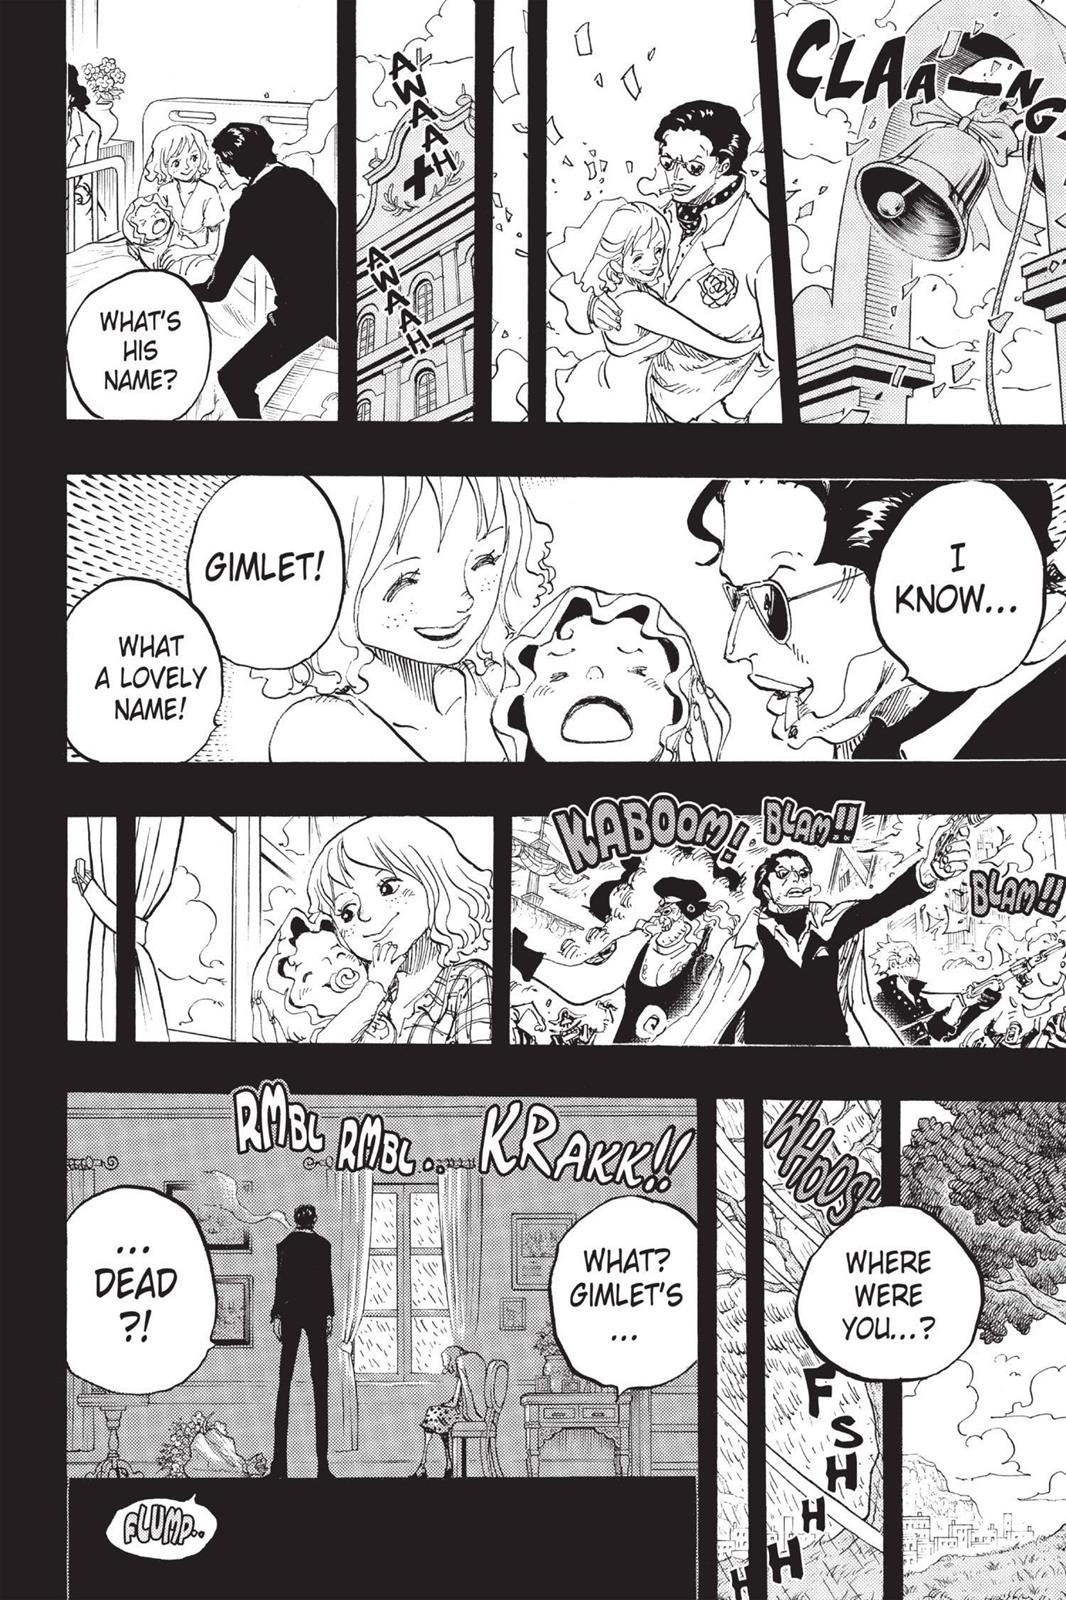 CLAA—NG
AWAAH
AWAAH
WHAT'S
HIS
NAME?
I
KNOW...
GIMLET!
WHAT
A LOVELY
NAME!
KABOOM!
BLAM!!
BLAM!!
WHOOSH
WHERE
WERE
YOU...?
FSHHHH
KRAKK!!
RMBL
RMBL..
WHAT?
GIMLET'S
...
...
DEAD
?!
FLUMP..